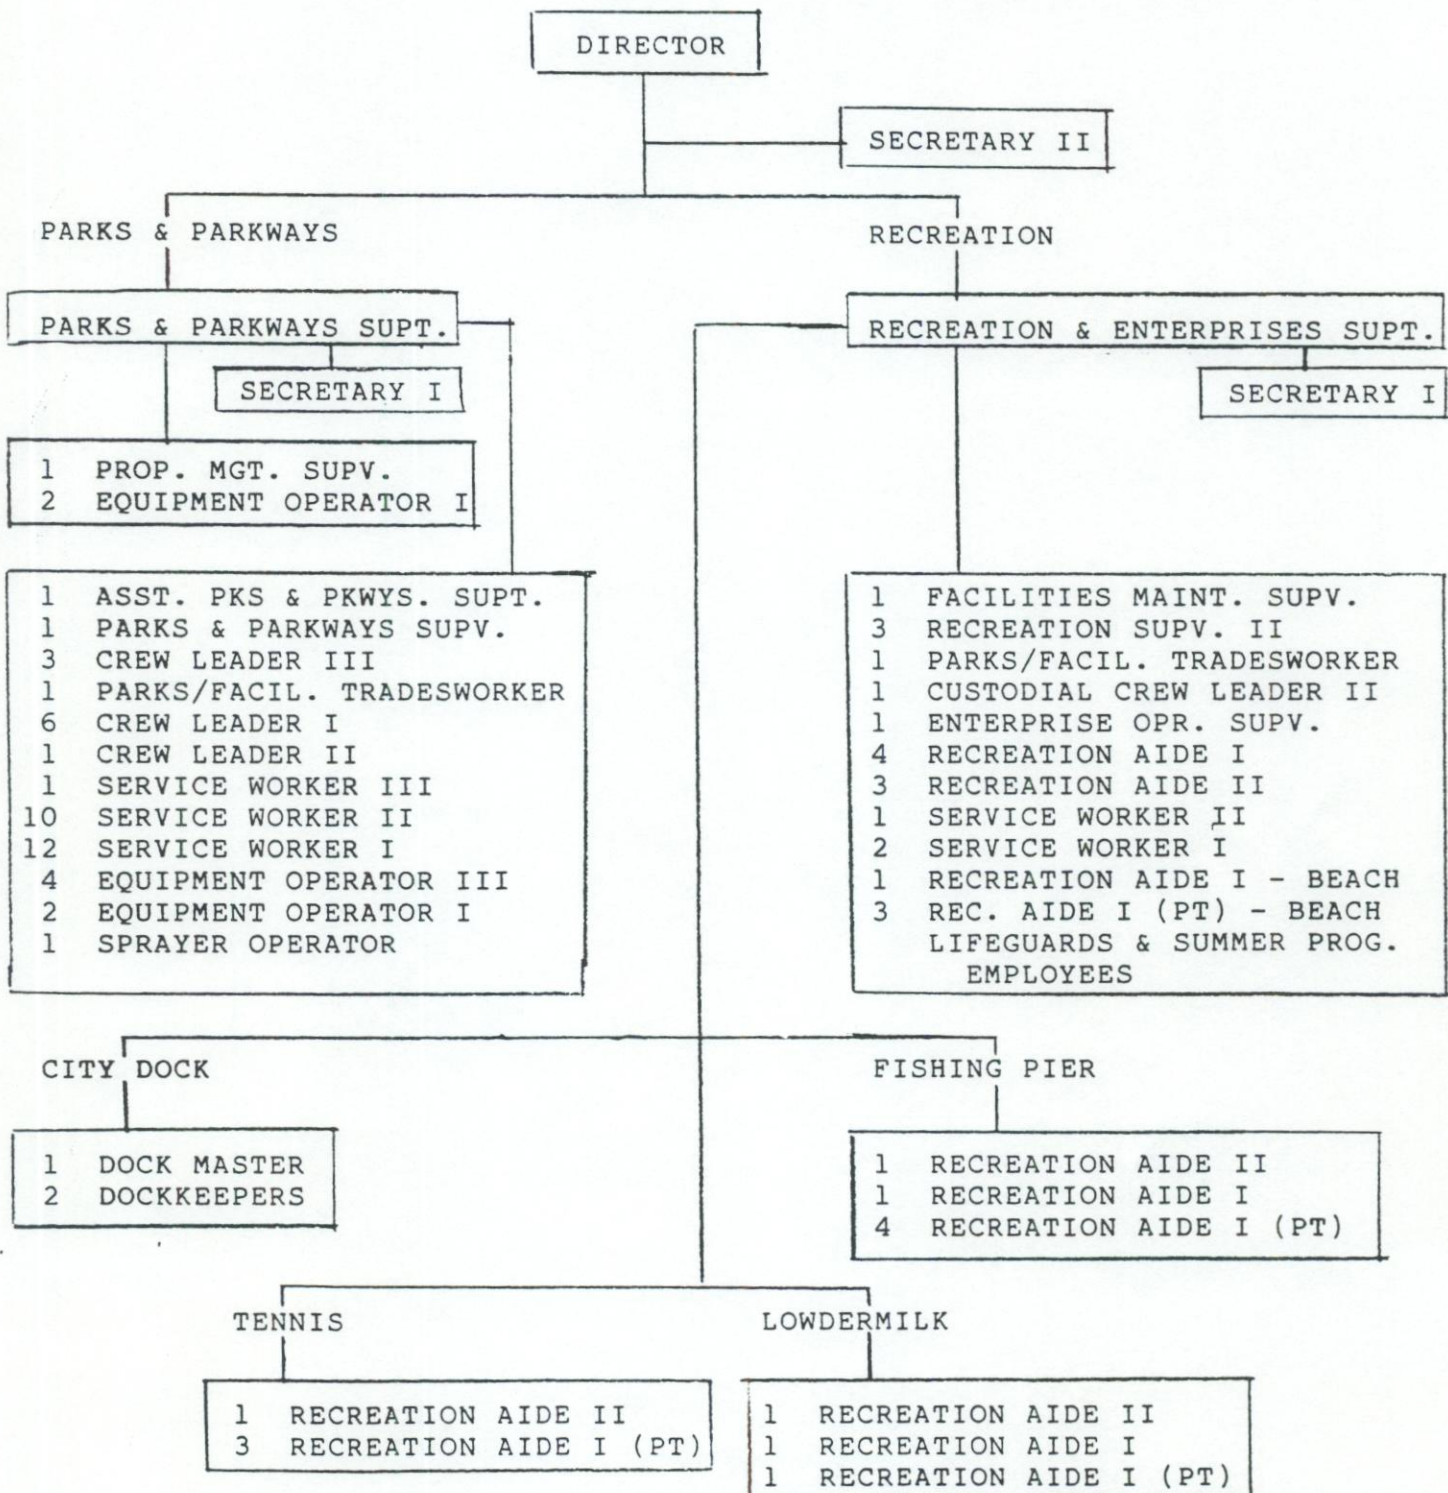 DIRECTOR
SECRETARY II
PARKS & PARKWAYS
RECREATION
PARKS & PARKWAYS SUPT.
RECREATION & ENTERPRISES SUPT.
SECRETARY I
SECRETARY I
1 PROP. MGT. SUPV.
2 EQUIPMENT OPERATOR I
1 ASST. PKS & PKWYS. SUPT.
1 PARKS & PARKWAYS SUPV.
3 CREW LEADER III
1 PARKS/FACIL. TRADESWORKER
6 CREW LEADER I
1 CREW LEADER II
1 SERVICE WORKER III
10 SERVICE WORKER II
12 SERVICE WORKER I
4 EQUIPMENT OPERATOR III
2 EQUIPMENT OPERATOR I
1 SPRAYER OPERATOR
1 FACILITIES MAINT. SUPV.
3 RECREATION SUPV. II
1 PARKS/FACIL. TRADESWORKER
1 CUSTODIAL CREW LEADER II
1 ENTERPRISE OPR. SUPV.
4 RECREATION AIDE I
3 RECREATION AIDE II
1 SERVICE WORKER II
2 SERVICE WORKER I
1 RECREATION AIDE I - BEACH
3 REC. AIDE I (PT) - BEACH
LIFEGUARDS & SUMMER PROG.
EMPLOYEES
CITY DOCK
FISHING PIER
1 DOCK MASTER
2 DOCKKEEPERS
1 RECREATION AIDE II
1 RECREATION AIDE I
4 RECREATION AIDE I (PT)
TENNIS
LOWDERMILK
1 RECREATION AIDE II
3 RECREATION AIDE I (PT)
1 RECREATION AIDE II
1 RECREATION AIDE I
1 RECREATION AIDE I (PT)